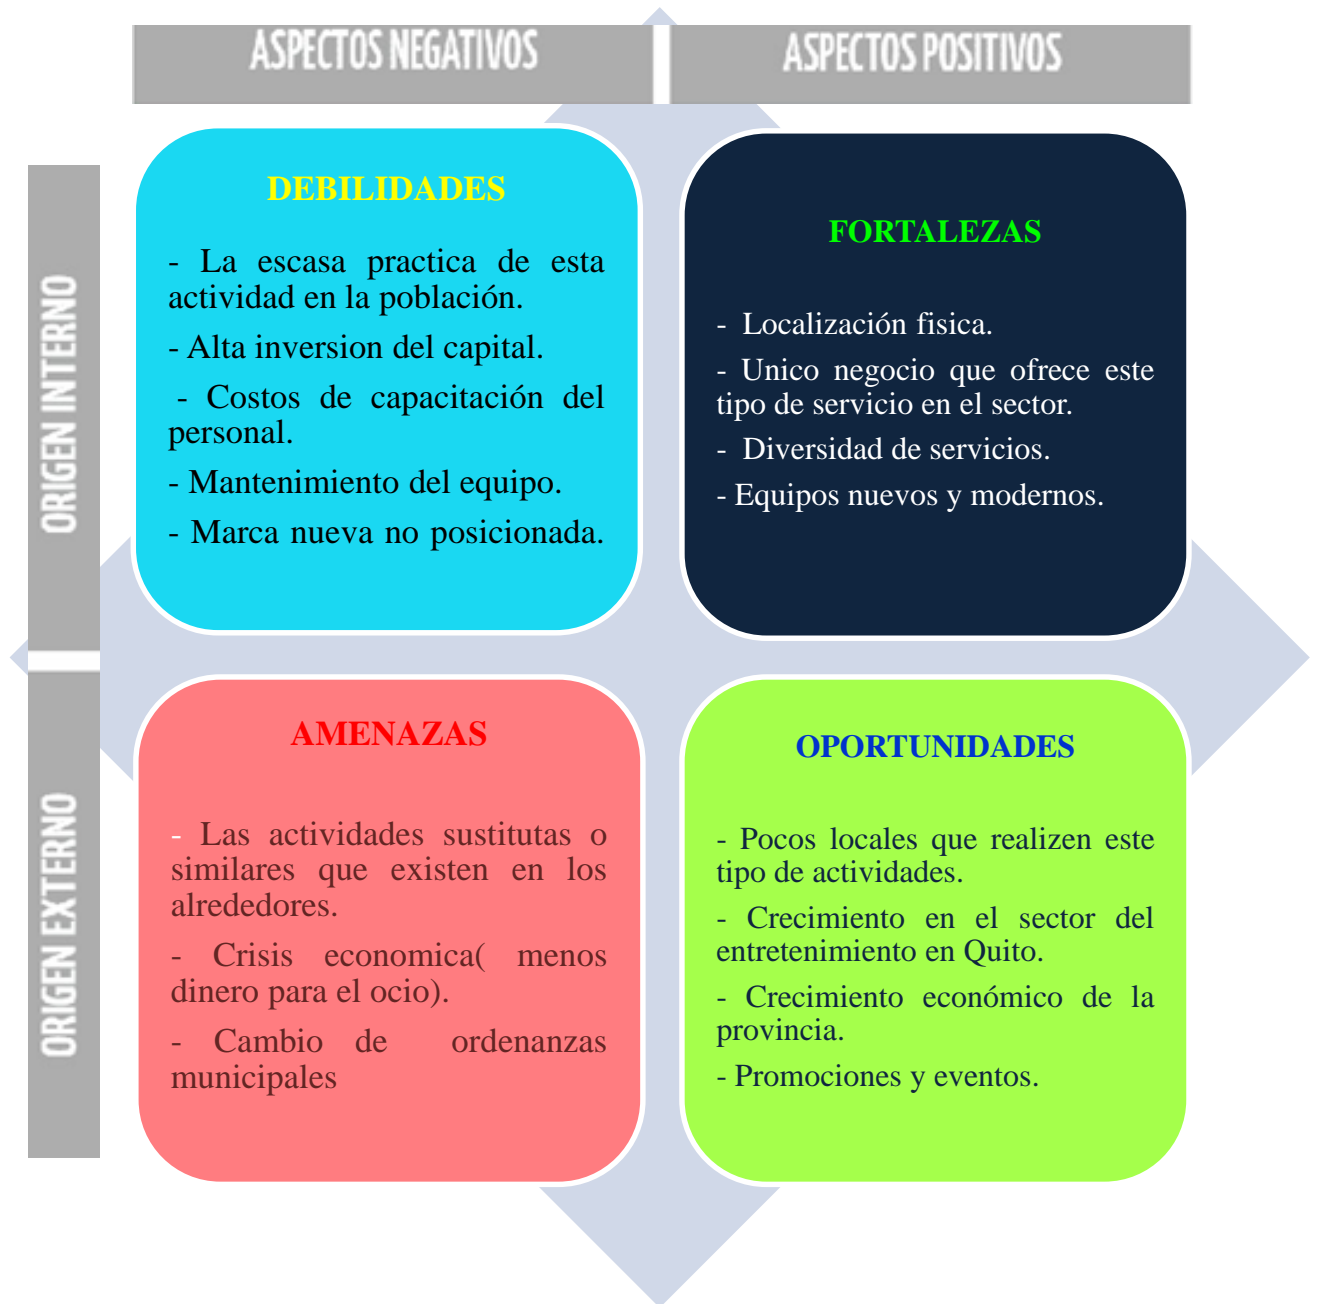 ASPECTOS NEGATIVOS
ASPECTOS POSITIVOS
ORIGEN INTERNO
DEBILIDADES
- La escasa practica de esta
actividad en la población.
- Alta inversion del capital.
- Costos de capacitación del
personal.
- Mantenimiento del equipo.
- Marca nueva no posicionada.
FORTALEZAS
- Localización fisica.
- Unico negocio que ofrece este
tipo de servicio en el sector.
- Diversidad de servicios.
- Equipos nuevos y modernos.
ORIGEN EXTERNO
AMENAZAS
- Las actividades sustitutas o
similares que existen en los
alrededores.
- Crisis economica( menos
dinero para el ocio).
- Cambio de ordenanzas
municipales
OPORTUNIDADES
- Pocos locales que realizen este
tipo de actividades.
- Crecimiento en el sector del
entretenimiento en Quito.
- Crecimiento económico de la
provincia.
- Promociones y eventos.